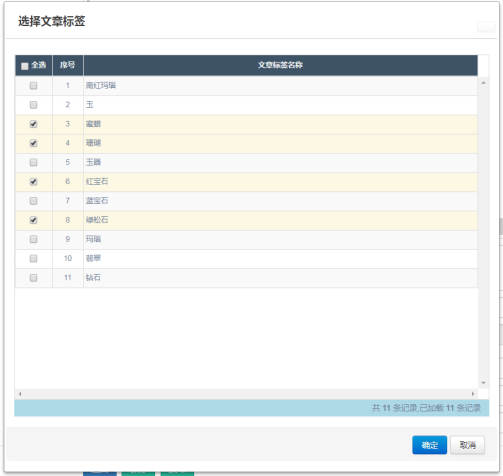 选择文章标签
全选 序号 文章标签名称
1 南红玛瑙
2 玉
3 蜜蜡
4 珊瑚
5 玉器
6 红宝石
7 蓝宝石
8 绿松石
9 玛瑙
10 翡翠
11 钻石
共 11 条记录,已加载 11 条记录
确定 取消